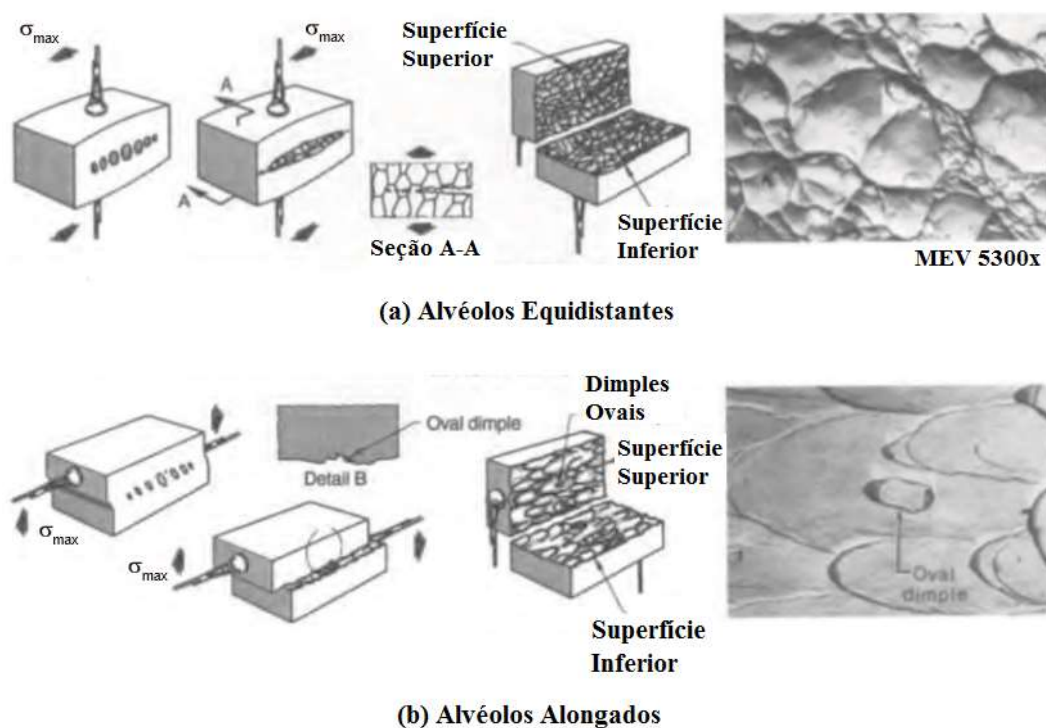 σmax
σmax
A
A
Seção A-A
Superfície
Superior
Superfície
Inferior
MEV 5300x
(a) Alvéolos Equidistantes
σmax
σmax
Oval dimple
Detail B
Dimples
Ovais
Superfície
Superior
Superfície
Inferior
Oval
dimple
(b) Alvéolos Alongados